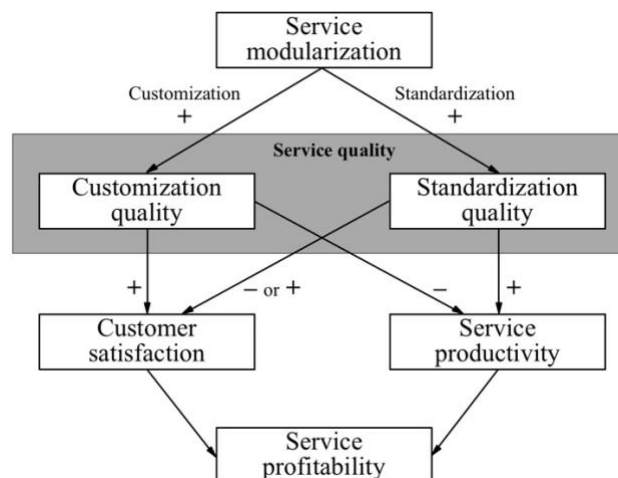 Service
modularization
Customization
+
Standardization
+
Service quality
Customization
quality
Standardization
quality
+
− or +
−
+
Customer
satisfaction
Service
productivity
Service
profitability